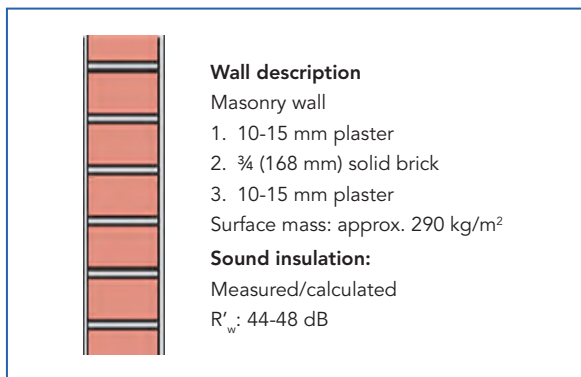 Wall description
Masonry wall
1. 10-15 mm plaster
2. ¾ (168 mm) solid brick
3. 10-15 mm plaster
Surface mass: approx. 290 kg/m²
Sound insulation:
Measured/calculated
R'w: 44-48 dB